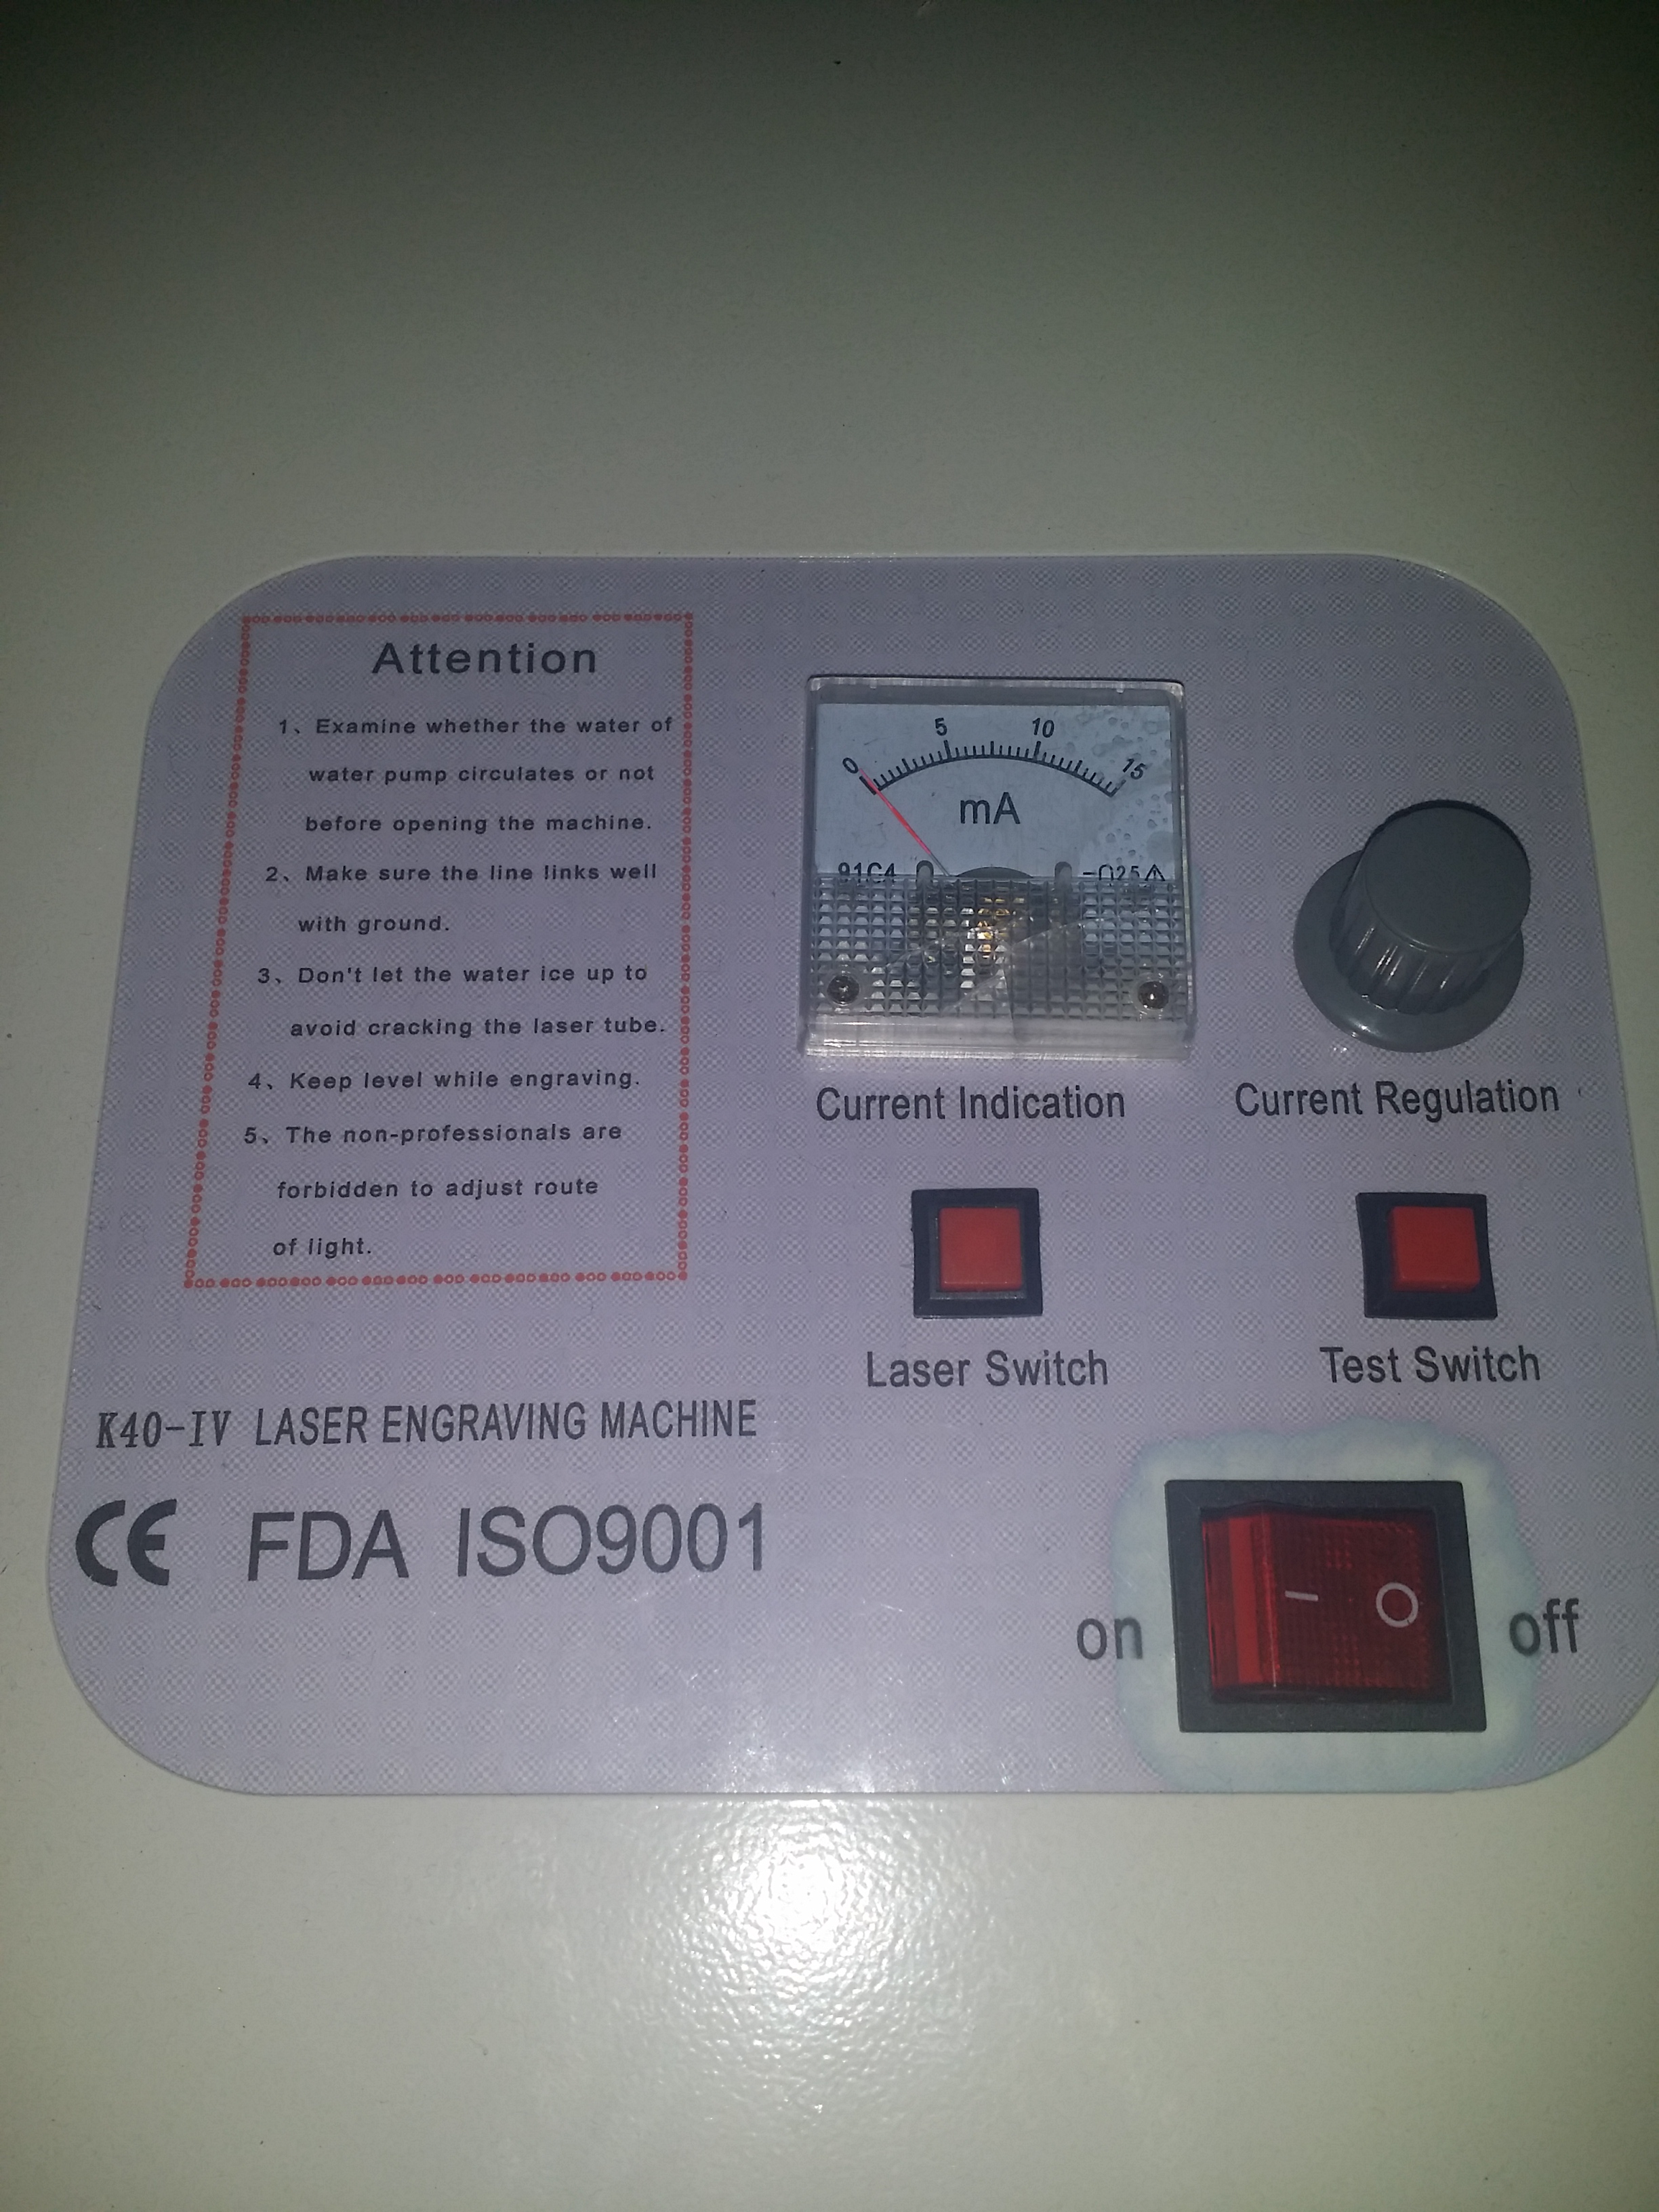 Attention
1、Examine whether the water of
water pump circulates or not
before opening the machine.
2、Make sure the line links well
with ground.
3、Don't let the water ice up to
avoid cracking the laser tube.
4、Keep level while engraving.
5、The non-professionals are
forbidden to adjust route
of light.
0 5 10 15
mA
91C4
25
Current Indication
Current Regulation
Laser Switch
Test Switch
K40-IV LASER ENGRAVING MACHINE
CE FDA ISO9001
on
off